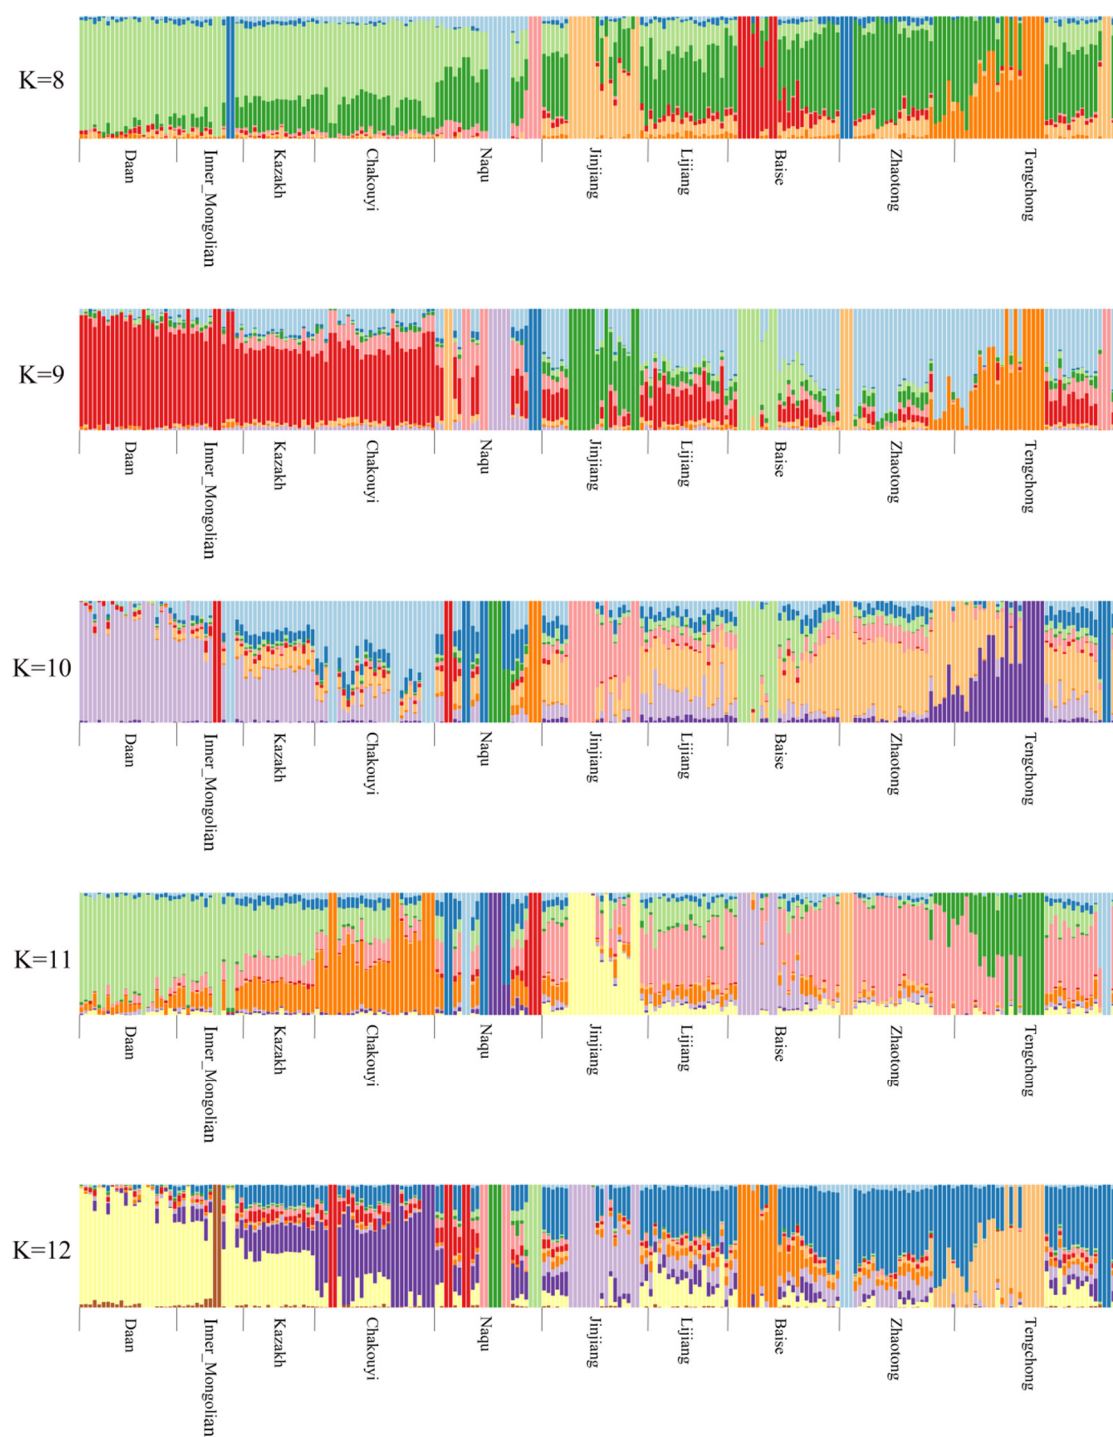 K=8
Daan
Inner_Mongolian
Kazakh
Chakouyi
Naqu
Jinjiang
Lijiang
Baise
Zhaotong
Tengchong
K=9
Daan
Inner_Mongolian
Kazakh
Chakouyi
Naqu
Jinjiang
Lijiang
Baise
Zhaotong
Tengchong
K=10
Daan
Inner_Mongolian
Kazakh
Chakouyi
Naqu
Jinjiang
Lijiang
Baise
Zhaotong
Tengchong
K=11
Daan
Inner_Mongolian
Kazakh
Chakouyi
Naqu
Jinjiang
Lijiang
Baise
Zhaotong
Tengchong
K=12
Daan
Inner_Mongolian
Kazakh
Chakouyi
Naqu
Jinjiang
Lijiang
Baise
Zhaotong
Tengchong